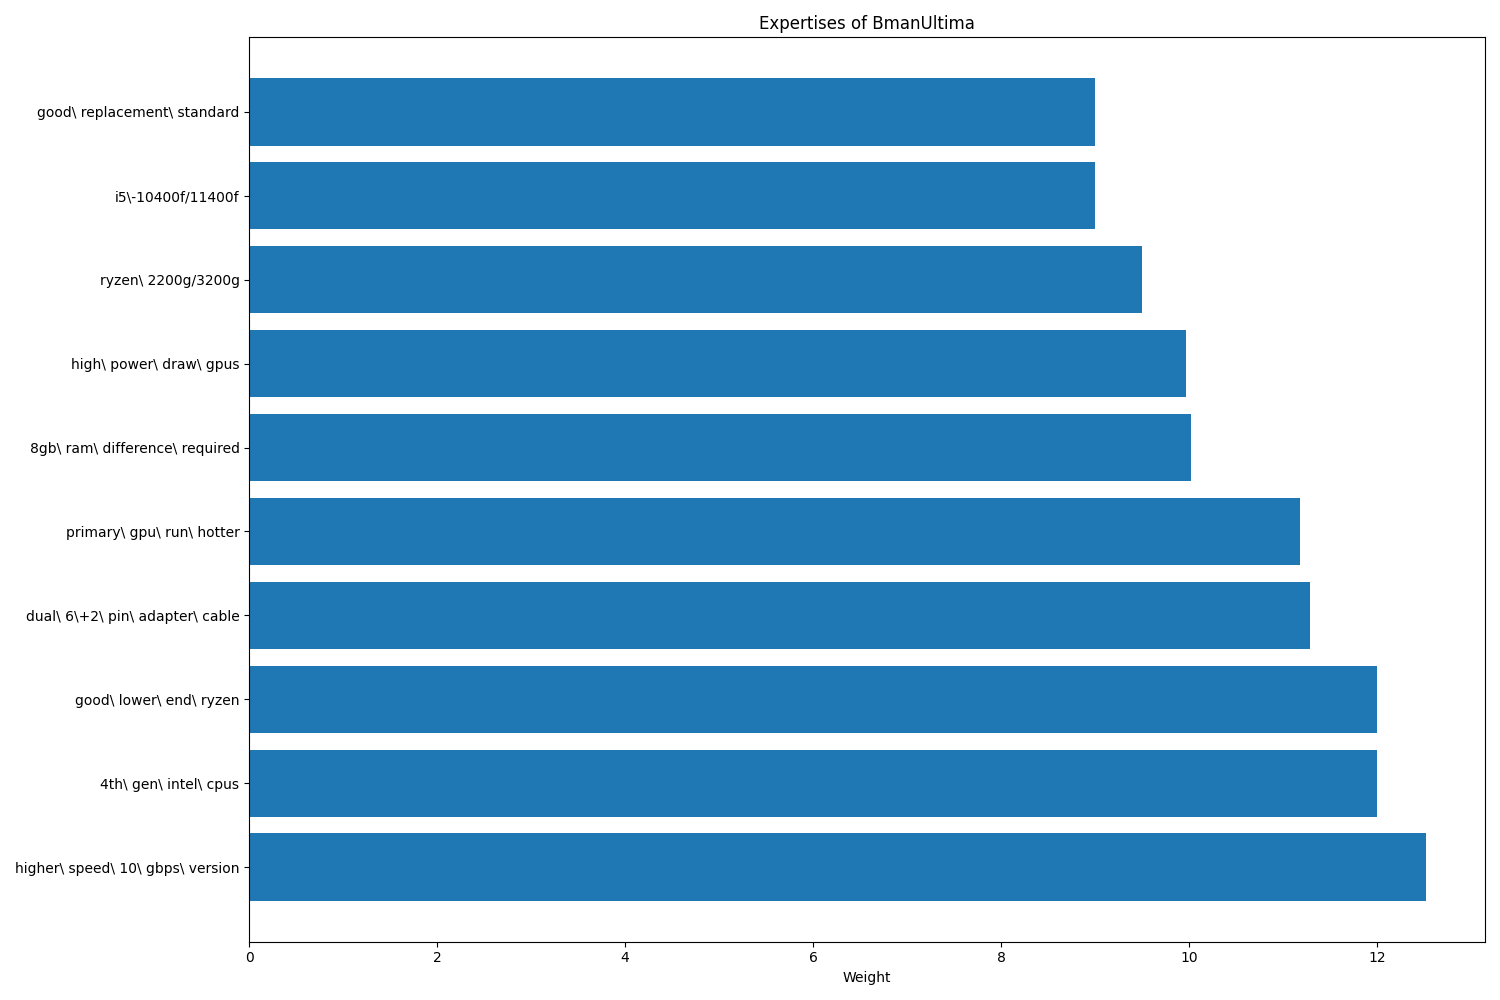 Expertises of BmanUltima
good\ replacement\ standard
i5\-10400f/11400f
ryzen\ 2200g/3200g
high\ power\ draw\ gpus
8gb\ ram\ difference\ required
primary\ gpu\ run\ hotter
dual\ 6\+2\ pin\ adapter\ cable
good\ lower\ end\ ryzen
4th\ gen\ intel\ cpus
higher\ speed\ 10\ gbps\ version
0 2 4 6 8 10 12
Weight